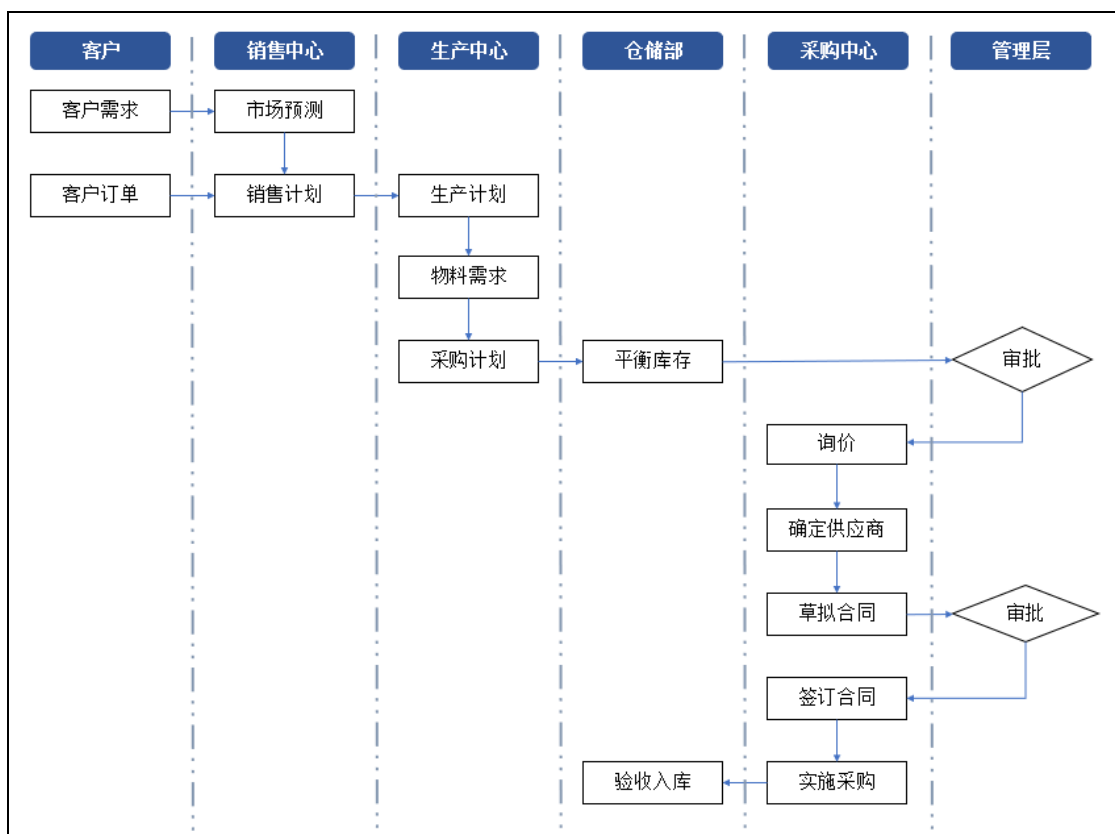 客户
销售中心
生产中心
仓储部
采购中心
管理层
客户需求
市场预测
客户订单
销售计划
生产计划
物料需求
采购计划
平衡库存
审批
询价
确定供应商
草拟合同
审批
签订合同
验收入库
实施采购